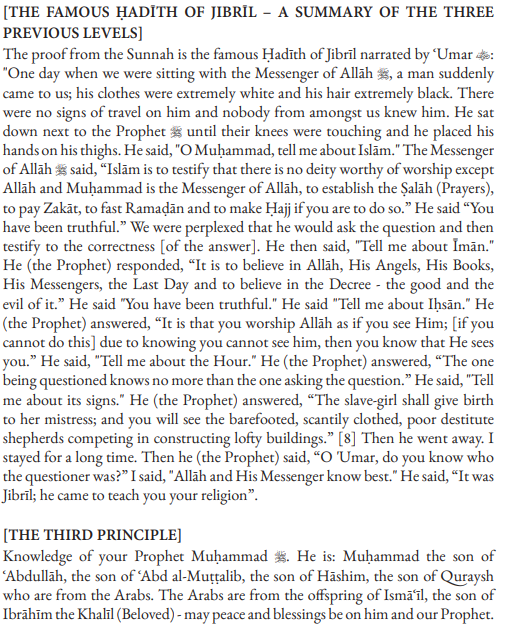 [THE FAMOUS ḤADĪTH OF JIBRĪL – A SUMMARY OF THE THREE
PREVIOUS LEVELS]
The proof from the Sunnah is the famous Ḥadīth of Jibrīl narrated by ʻUmar :
"One day when we were sitting with the Messenger of Allāh ﷺ, a man suddenly
came to us; his clothes were extremely white and his hair extremely black. There
were no signs of travel on him and nobody from amongst us knew him. He sat
down next to the Prophet ﷺ until their knees were touching and he placed his
hands on his thighs. He said, "O Muḥammad, tell me about Islām." The Messenger
of Allāh ﷺ said, “Islām is to testify that there is no deity worthy of worship except
Allāh and Muḥammad is the Messenger of Allāh, to establish the Ṣalāh (Prayers),
to pay Zakāt, to fast Ramaḍān and to make Ḥajj if you are to do so.” He said “You
have been truthful.” We were perplexed that he would ask the question and then
testify to the correctness [of the answer]. He then said, "Tell me about Īmān."
He (the Prophet) responded, “It is to believe in Allāh, His Angels, His Books,
His Messengers, the Last Day and to believe in the Decree - the good and the
evil of it.” He said "You have been truthful." He said "Tell me about Iḥsān." He
(the Prophet) answered, “It is that you worship Allāh as if you see Him; [if you
cannot do this] due to knowing you cannot see him, then you know that He sees
you.” He said, "Tell me about the Hour." He (the Prophet) answered, “The one
being questioned knows no more than the one asking the question.” He said, "Tell
me about its signs." He (the Prophet) answered, “The slave-girl shall give birth
to her mistress; and you will see the barefooted, scantily clothed, poor destitute
shepherds competing in constructing lofty buildings.” [8] Then he went away. I
stayed for a long time. Then he (the Prophet) said, “O 'Umar, do you know who
the questioner was?” I said, "Allāh and His Messenger know best." He said, “It was
Jibrīl; he came to teach you your religion”.
[THE THIRD PRINCIPLE]
Knowledge of your Prophet Muḥammad ﷺ. He is: Muḥammad the son of
ʻAbdullāh, the son of ʻAbd al-Muṭṭalib, the son of Hāshim, the son of Quraysh
who are from the Arabs. The Arabs are from the offspring of Ismāʻīl, the son of
Ibrāhīm the Khalīl (Beloved) - may peace and blessings be on him and our Prophet.